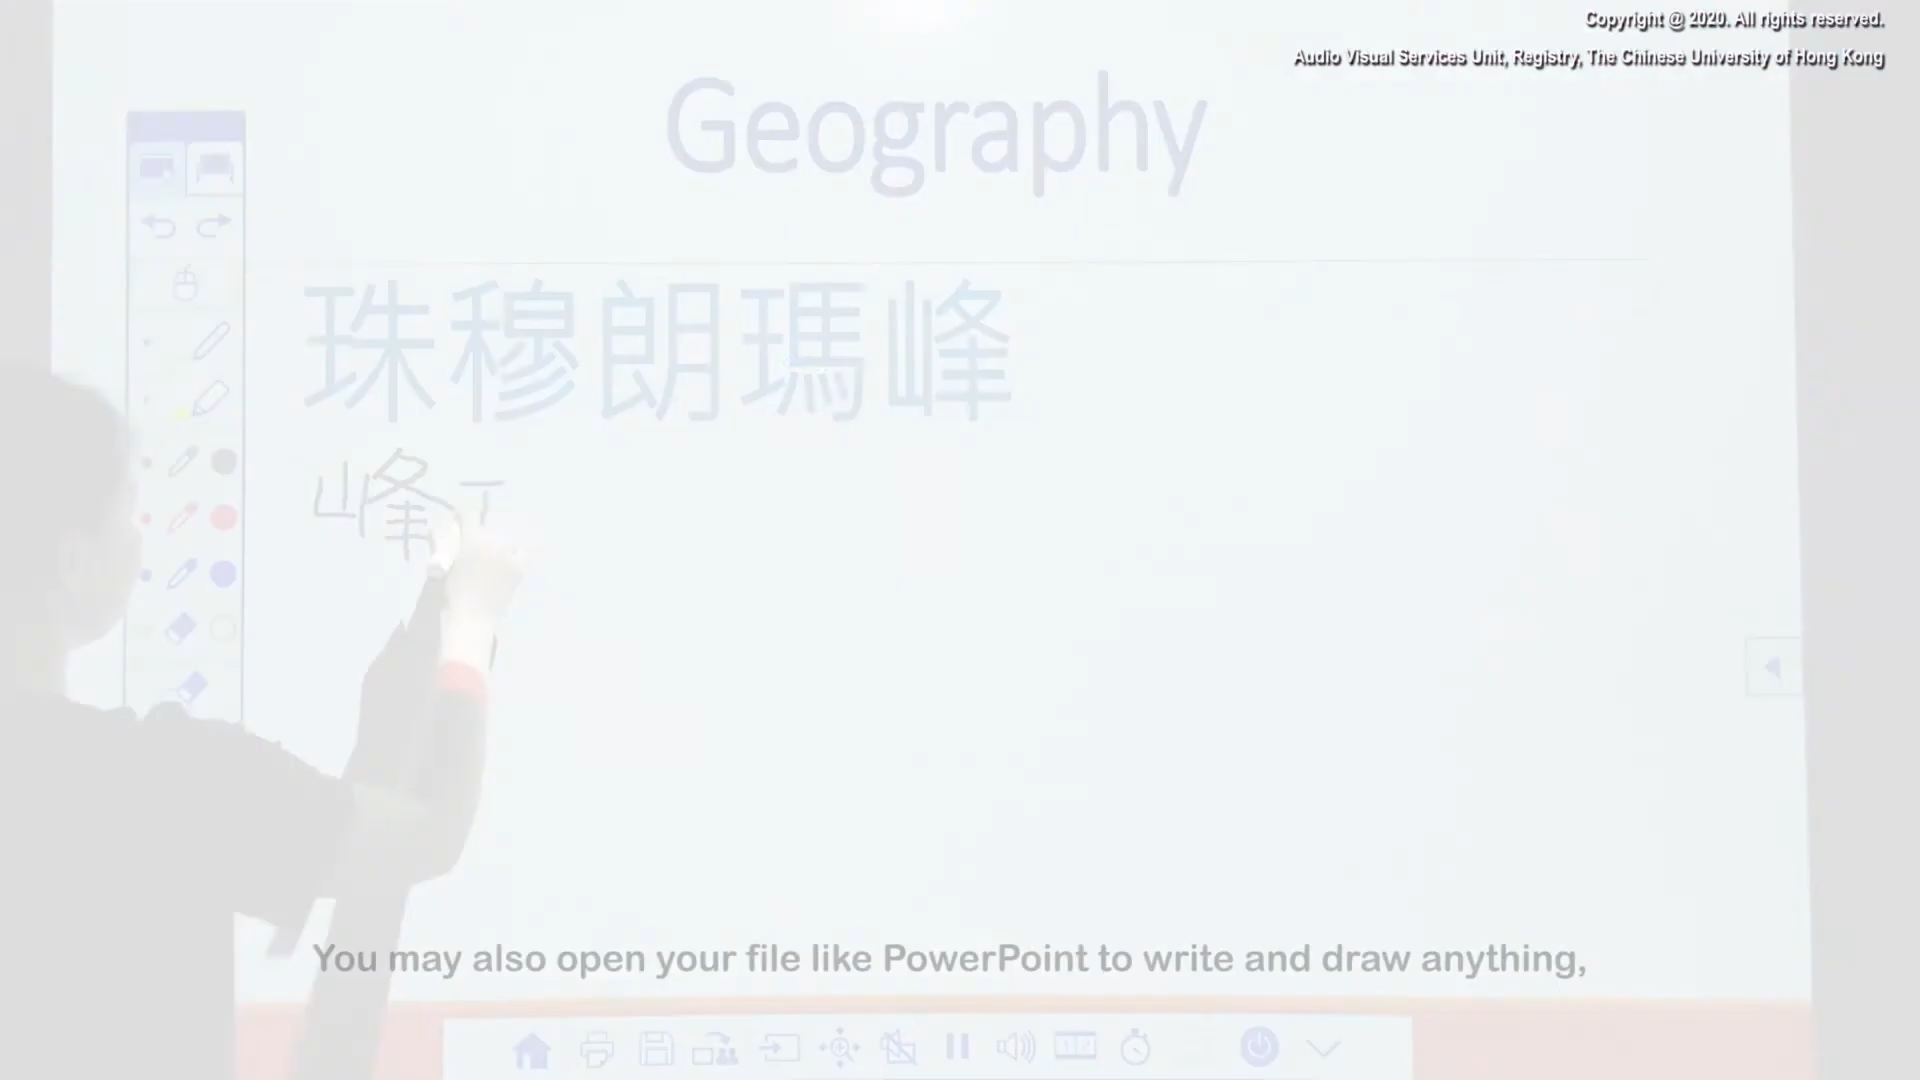 Copyright @ 2020. All rights reserved.
Audio Visual Services Unit, Registry, The Chinese University of Hong Kong
Geography
珠穆朗瑪峰
峰
You may also open your file like PowerPoint to write and draw anything,